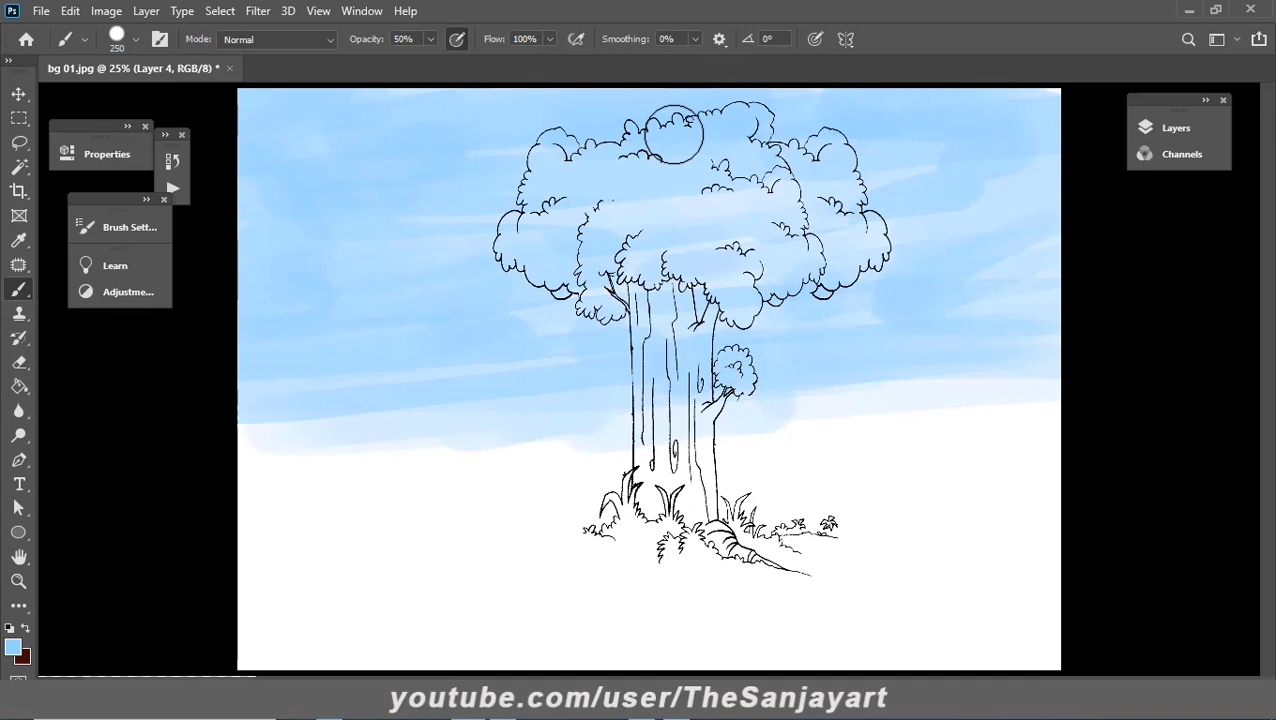 Ps File Edit Image Layer Type Select Filter 3D View Window Help
250 Mode: Normal Opacity: 50% Flow: 100% Smoothing: 0% 0°
bg 01.jpg @ 25% (Layer 4, RGB/8) *
Properties
Brush Sett...
Learn
Adjustme...
Layers
Channels
youtube.com/user/TheSanjayart